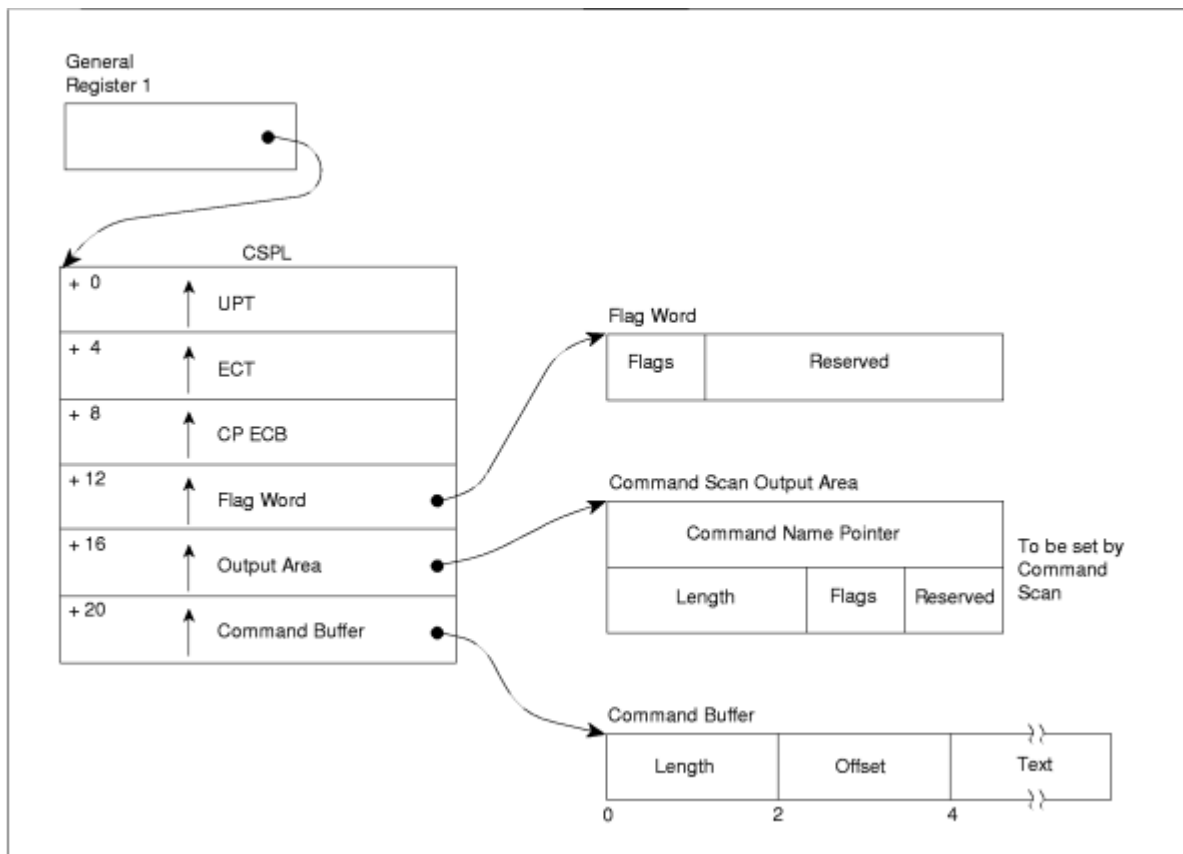 General
Register 1
CSPL
+ 0
UPT
+ 4
ECT
+ 8
CP ECB
+ 12
Flag Word
+ 16
Output Area
+ 20
Command Buffer
Flag Word
Flags Reserved
Command Scan Output Area
Command Name Pointer
Length Flags Reserved
To be set by
Command
Scan
Command Buffer
Length Offset Text
0 2 4